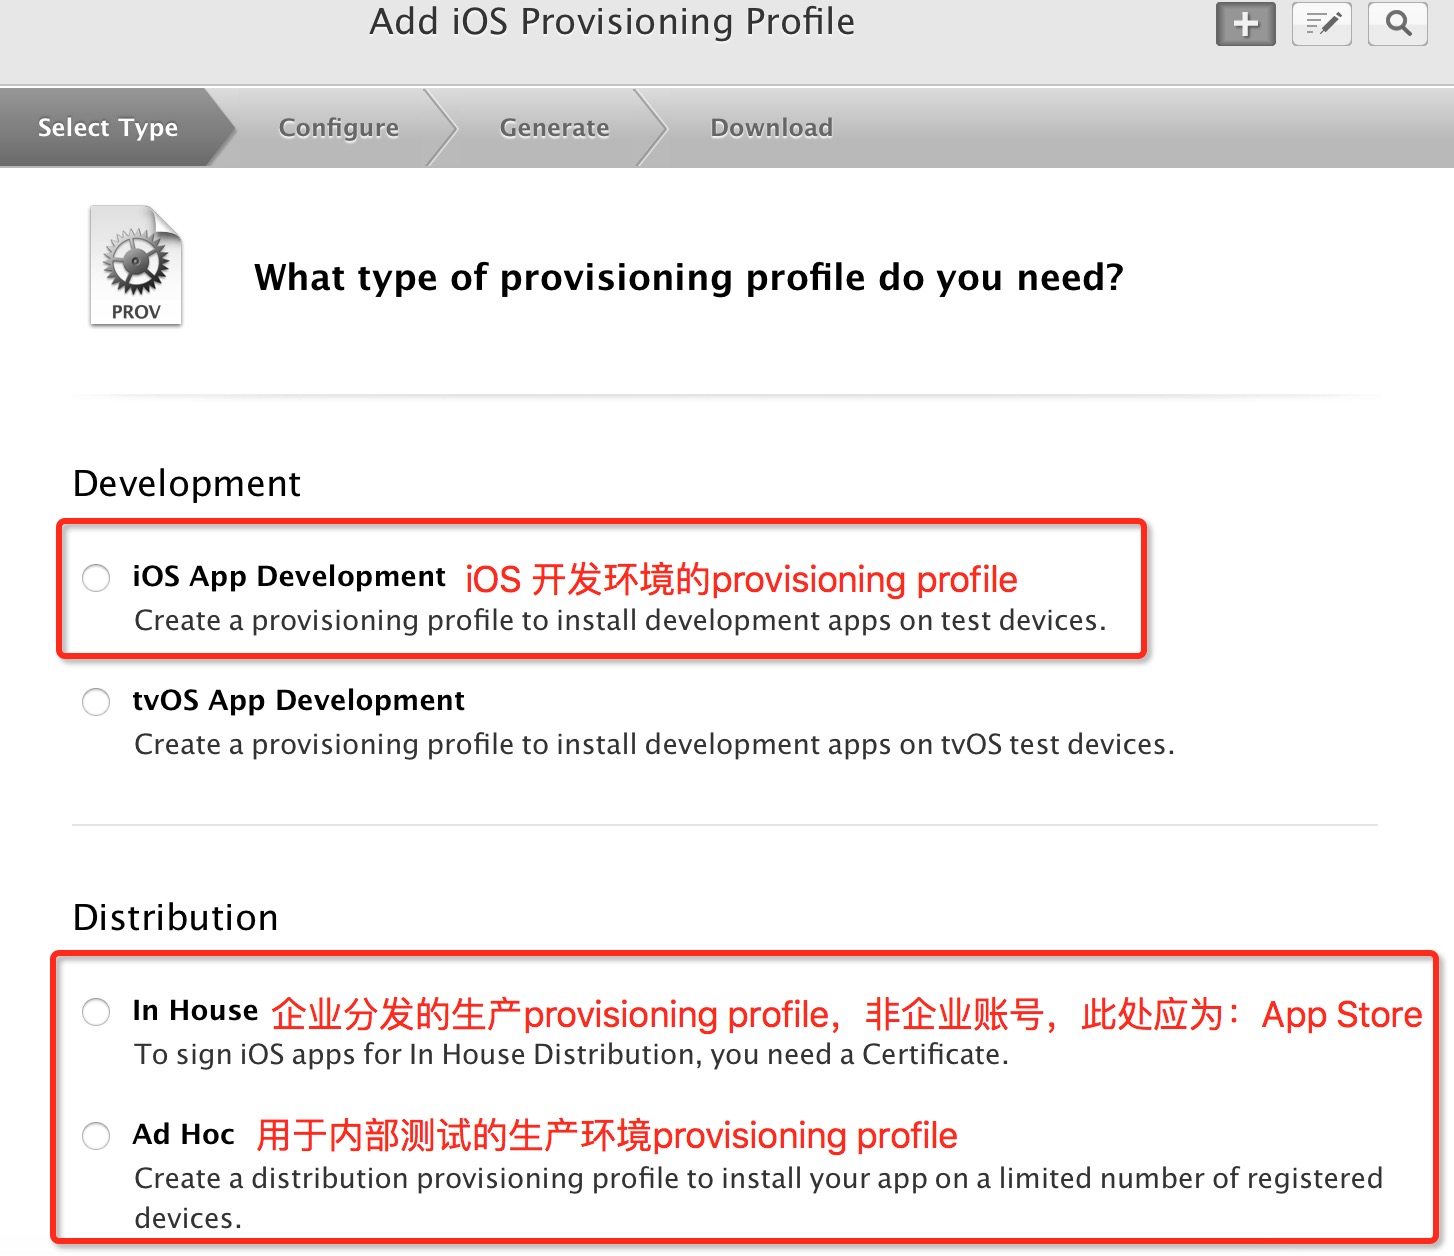 Add iOS Provisioning Profile
Select Type
Configure
Generate
Download
PROV
What type of provisioning profile do you need?
Development
iOS App Development iOS 开发环境的provisioning profile
Create a provisioning profile to install development apps on test devices.
tvOS App Development
Create a provisioning profile to install development apps on tvOS test devices.
Distribution
In House 企业分发的生产provisioning profile，非企业账号，此处应为：App Store
To sign iOS apps for In House Distribution, you need a Certificate.
Ad Hoc 用于内部测试的生产环境provisioning profile
Create a distribution provisioning profile to install your app on a limited number of registered
devices.